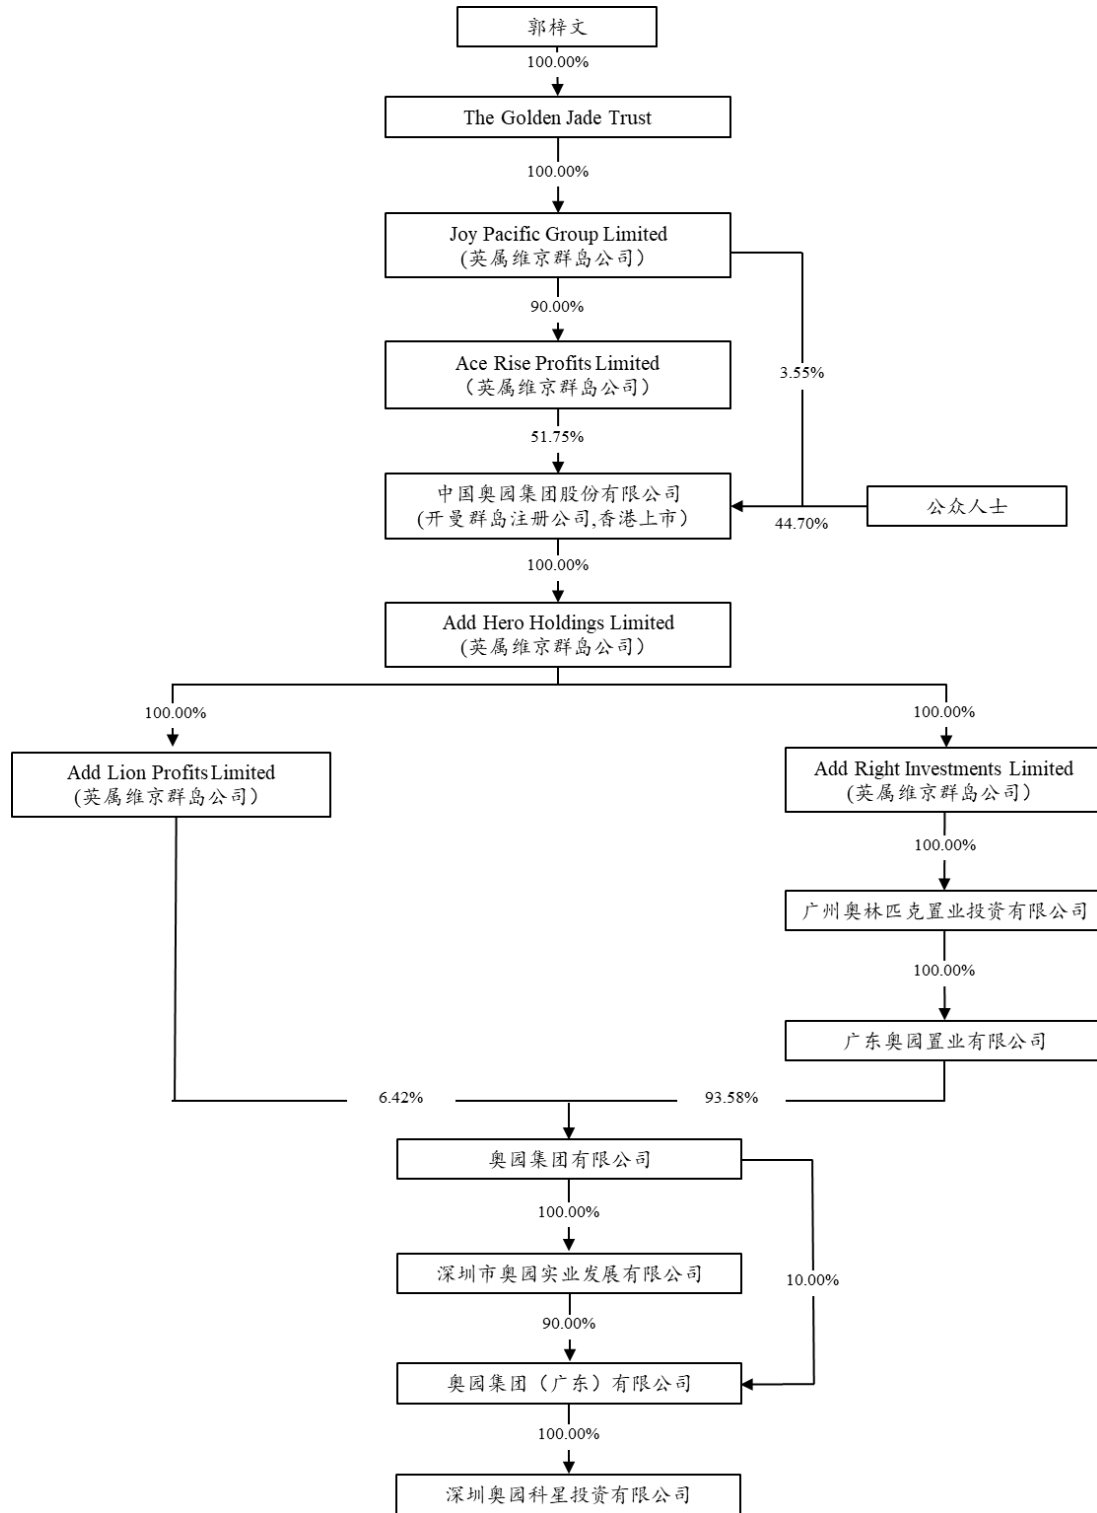 郭梓文
100.00%
The Golden Jade Trust
100.00%
Joy Pacific Group Limited
(英属维京群岛公司）
90.00%
Ace Rise Profits Limited
（英属维京群岛公司）
3.55%
51.75%
中国奥园集团股份有限公司
(开曼群岛注册公司,香港上市）
公众人士
44.70%
100.00%
Add Hero Holdings Limited
(英属维京群岛公司）
100.00%
100.00%
Add Lion Profits Limited
(英属维京群岛公司）
Add Right Investments Limited
(英属维京群岛公司）
100.00%
广州奥林匹克置业投资有限公司
100.00%
广东奥园置业有限公司
6.42%
93.58%
奥园集团有限公司
100.00%
深圳市奥园实业发展有限公司
10.00%
90.00%
奥园集团（广东）有限公司
100.00%
深圳奥园科星投资有限公司